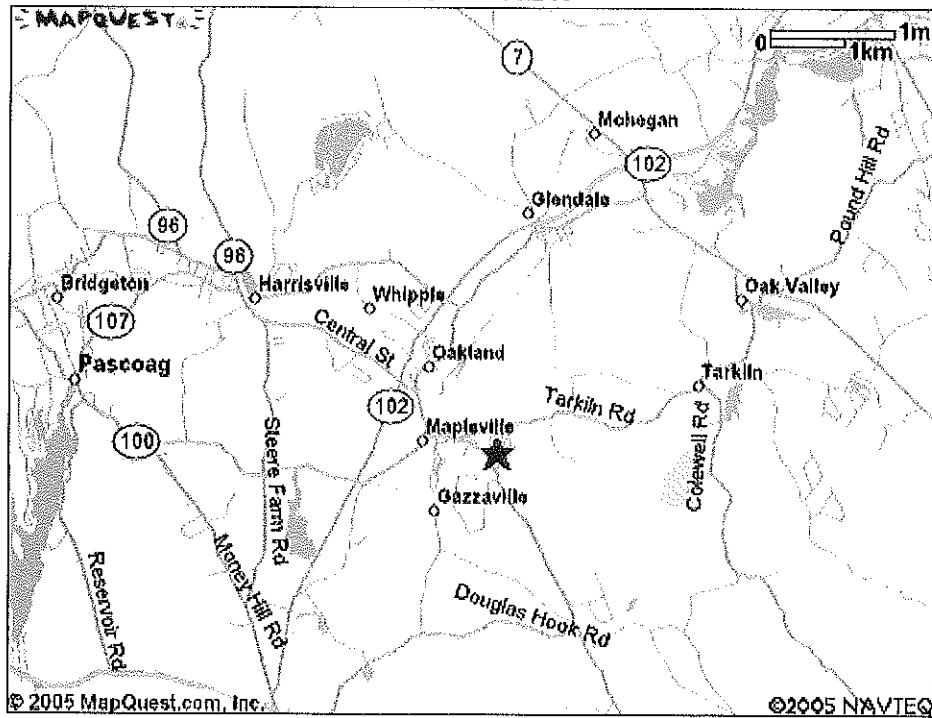 MAPQUEST
0 1m
1km
7
Mohegan
102
Pound Hill Rd
Glendale
96
98
Bridgeton
Harrisville
Whipple
Oak Valley
107
Central St
Pascoag
Oakland
Tarkiln
102
Tarkiln Rd
100
Mapleville
Steere Farm Rd
Colewell Rd
Gazzaville
Reservoir Rd
Money Hill Rd
Douglas Hook Rd
© 2005 MapQuest.com, Inc.
©2005 NAVTEQ